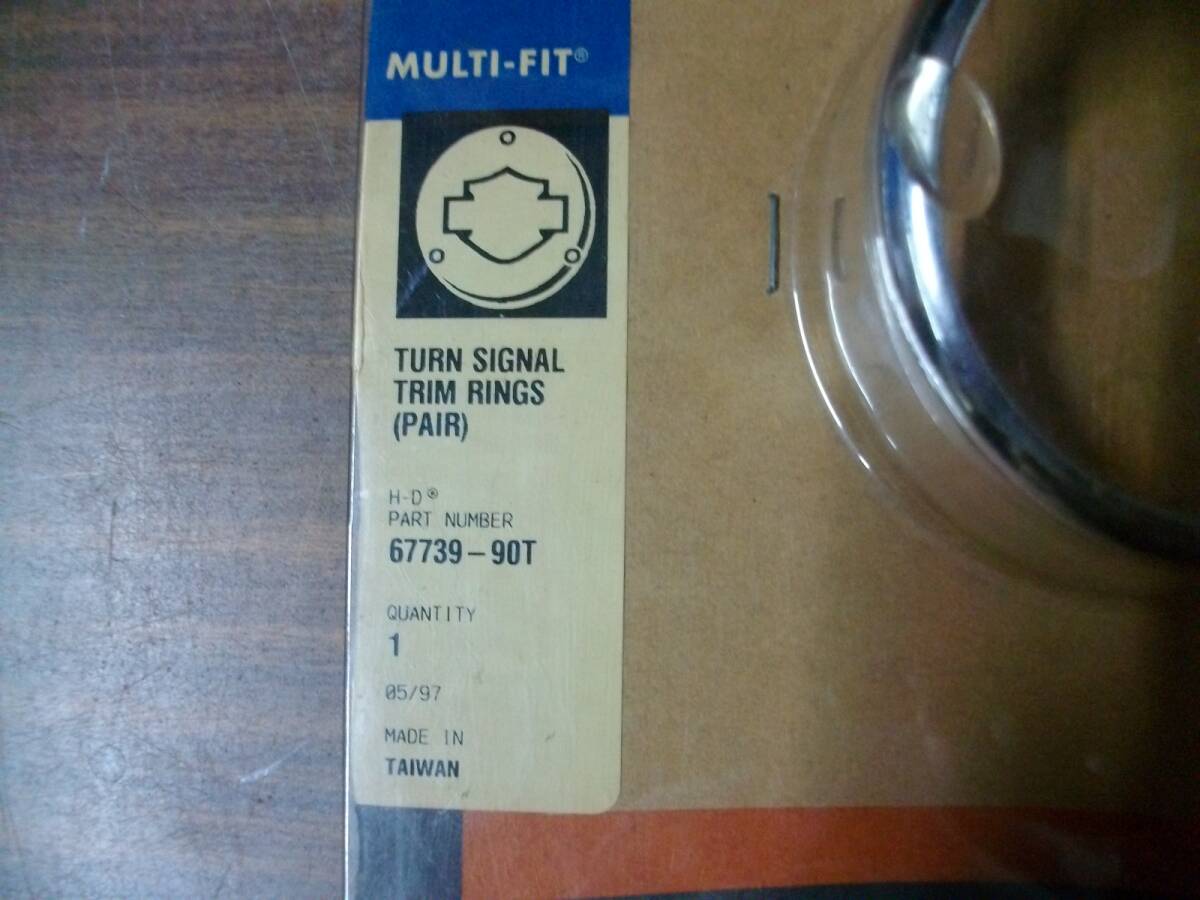 MULTI-FIT®
TURN SIGNAL
TRIM RINGS
(PAIR)
H-D®
PART NUMBER
67739-90T
QUANTITY
1
05/97
MADE IN
TAIWAN